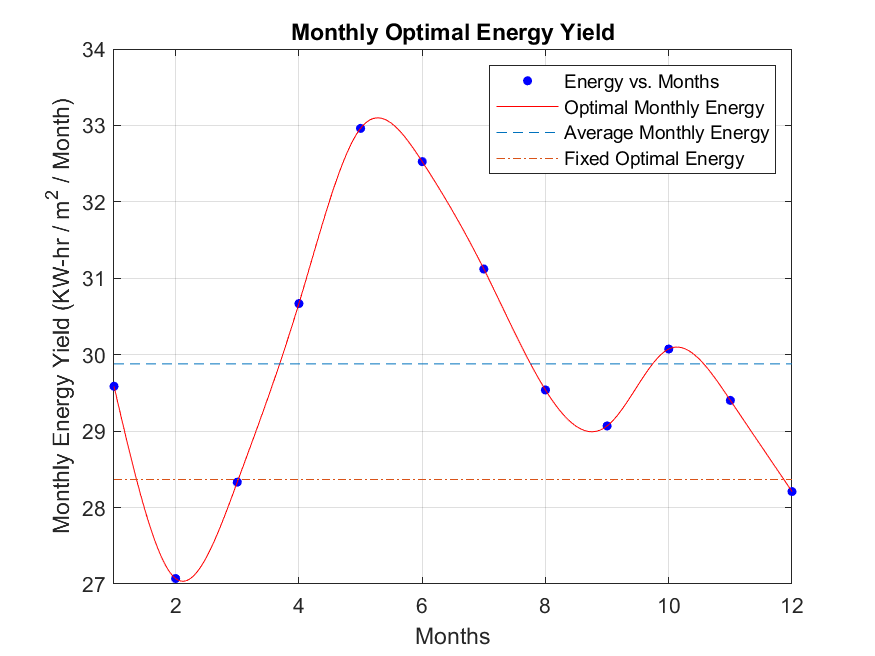 Monthly Optimal Energy Yield
34
33
32
31
30
29
28
27
Monthly Energy Yield (KW-hr / m² / Month)
Energy vs. Months
Optimal Monthly Energy
Average Monthly Energy
Fixed Optimal Energy
2 4 6 8 10 12
Months